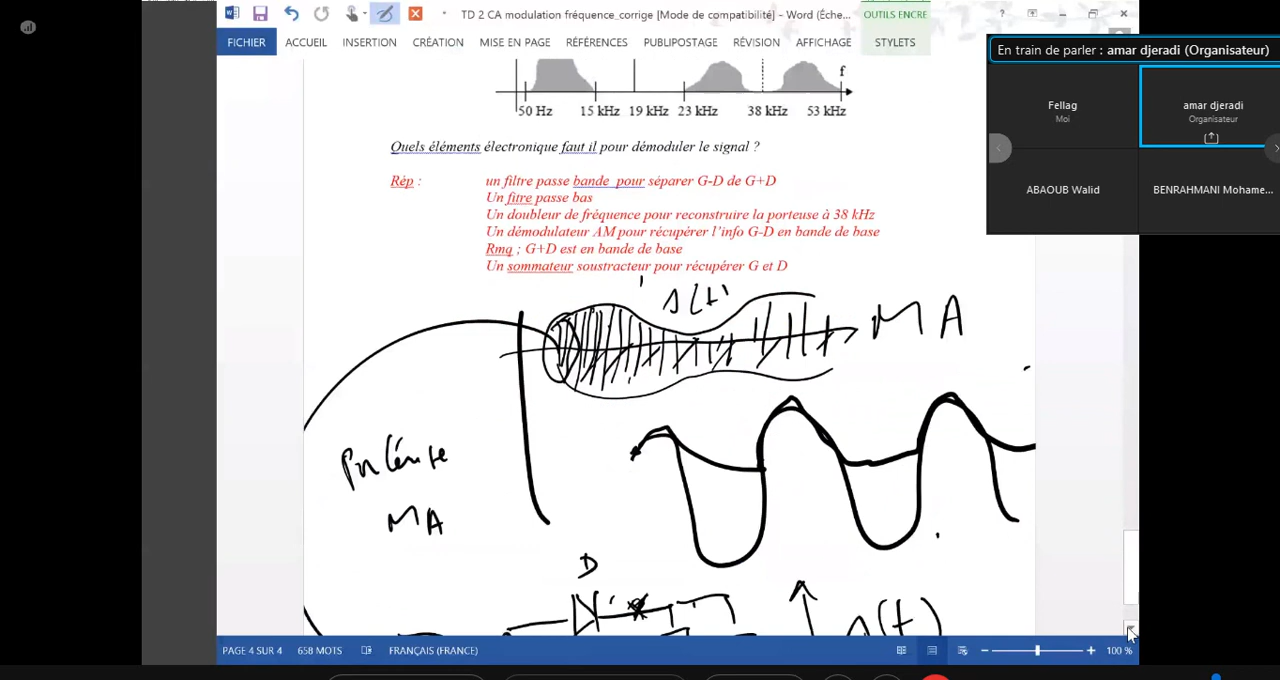 TD 2 CA modulation fréquence_corrige [Mode de compatibilité] - Word (Éche...
OUTILS ENCRE
?
FICHIER ACCUEIL INSERTION CRÉATION MISE EN PAGE RÉFÉRENCES PUBLIPOSTAGE RÉVISION AFFICHAGE STYLETS
En train de parler : amar djeradi (Organisateur)
Fellag
Moi
amar djeradi
Organisateur
ABAOUB Walid
BENRAHMANI Mohame...
f
50 Hz 15 kHz 19 kHz 23 kHz 38 kHz 53 kHz
Quels éléments électronique faut il pour démoduler le signal ?
Rép : un filtre passe bande pour séparer G-D de G+D
Un fitre passe bas
Un doubleur de fréquence pour reconstruire la porteuse à 38 kHz
Un démodulateur AM pour récupérer l'info G-D en bande de base
Rmq ; G+D est en bande de base
Un sommateur soustracteur pour récupérer G et D
s(t)
MA
MA
D
s(t)
PAGE 4 SUR 4 658 MOTS FRANÇAIS (FRANCE) 100 %